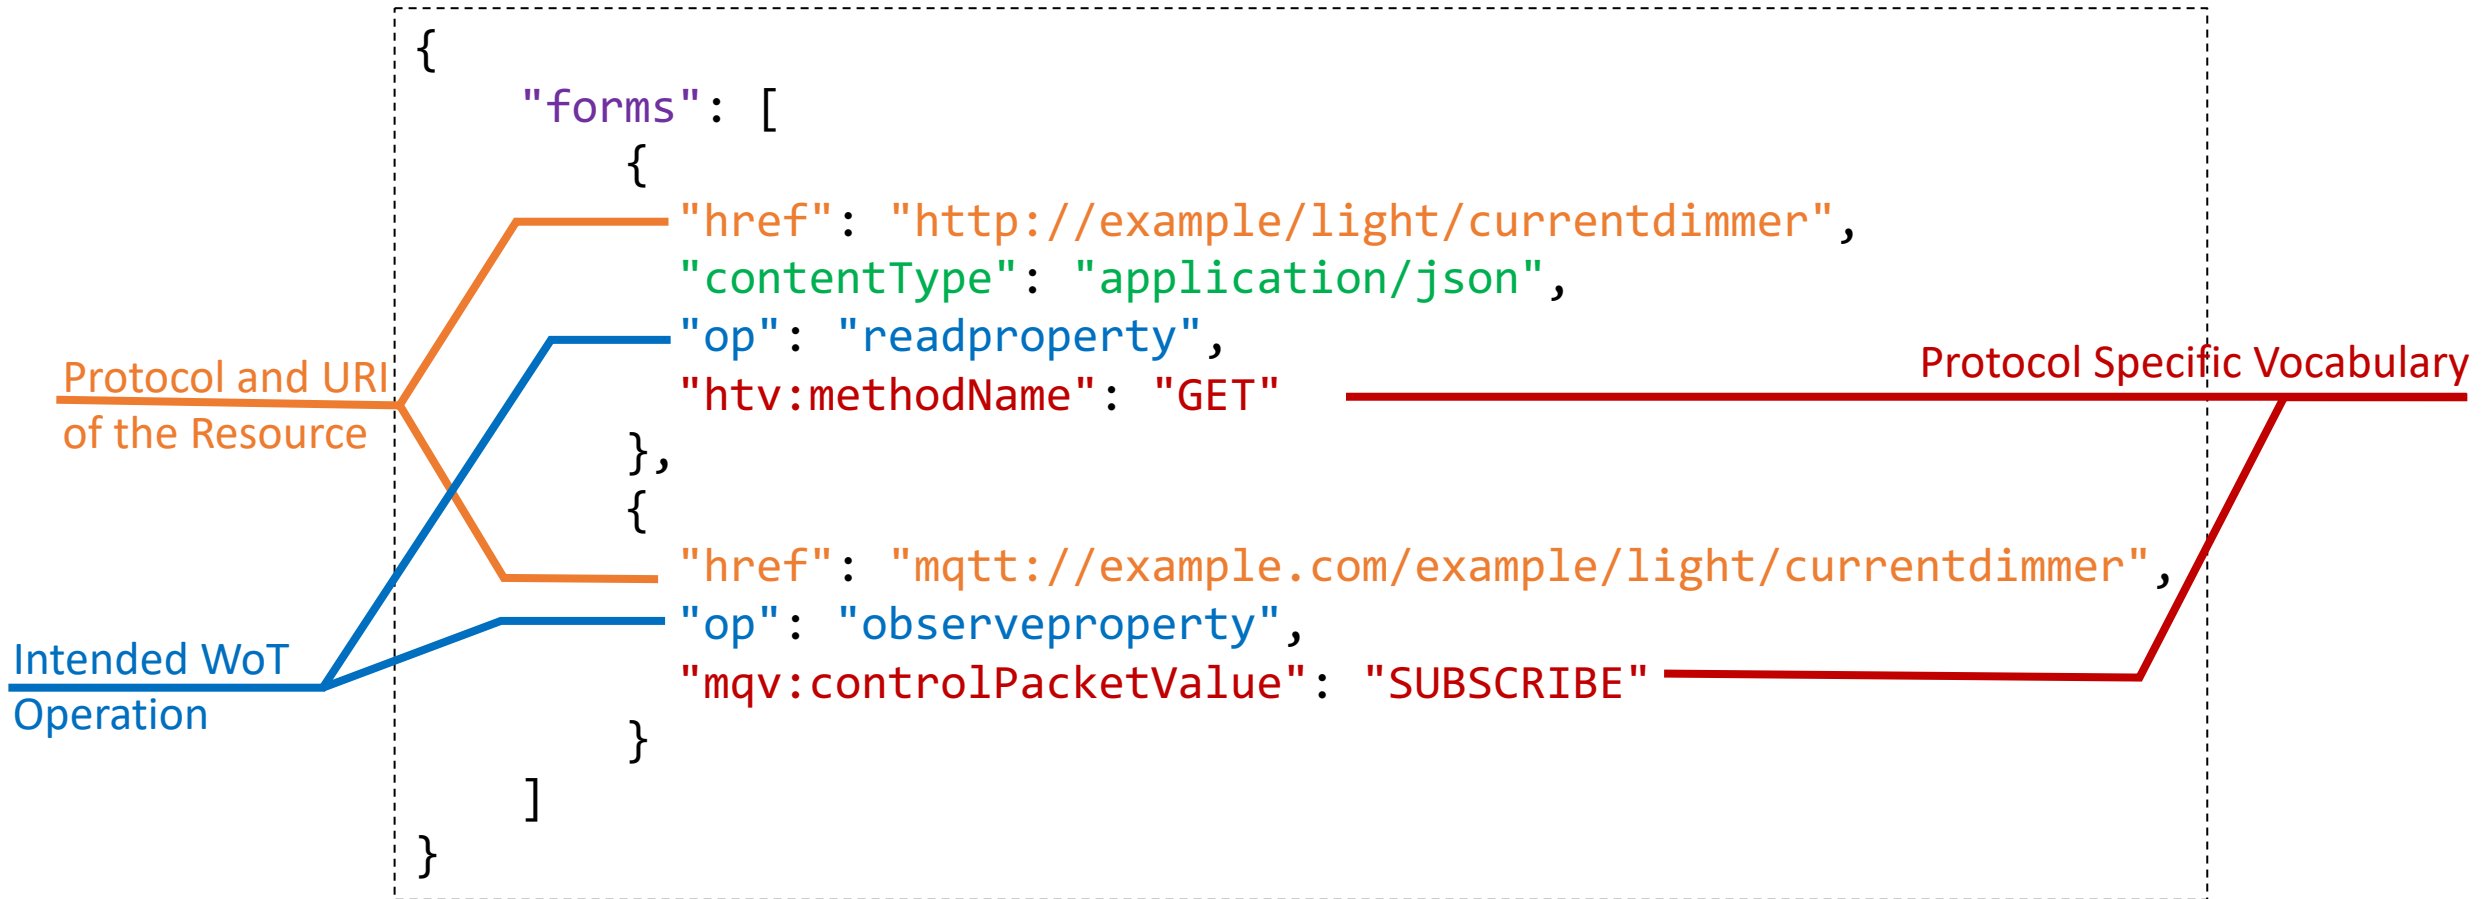 {
"forms": [
{
"href": "http://example/light/currentdimmer",
"contentType": "application/json",
"op": "readproperty",
"htv:methodName": "GET"
},
{
"href": "mqtt://example.com/example/light/currentdimmer",
"op": "observeproperty",
"mqv:controlPacketValue": "SUBSCRIBE"
}
]
}
Protocol and URI
of the Resource
Intended WoT
Operation
Protocol Specific Vocabulary